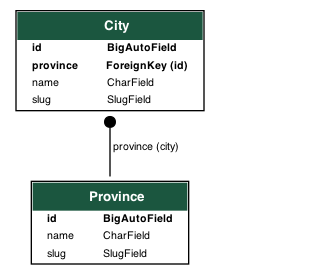 City
id BigAutoField
province ForeignKey (id)
name CharField
slug SlugField
province (city)
Province
id BigAutoField
name CharField
slug SlugField